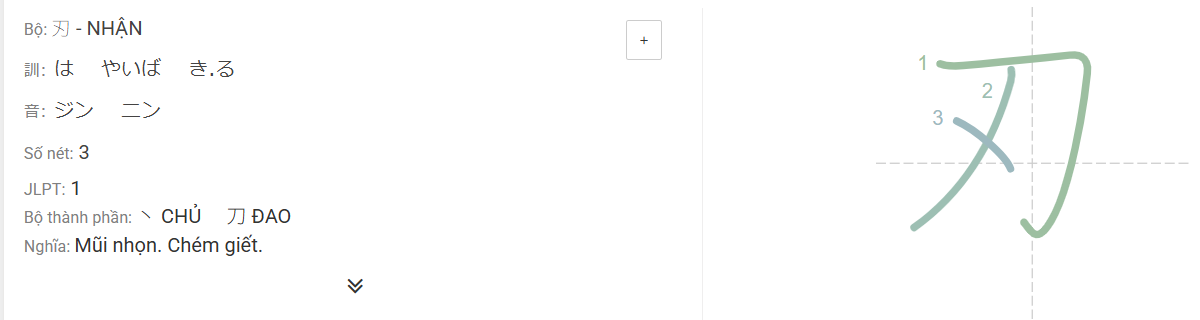 Bộ: 刃 - NHẬN
訓: は やいば き.る
音: ジン ニン
Số nét: 3
JLPT: 1
Bộ thành phần: 丶 CHỦ 刀 ĐAO
Nghĩa: Mũi nhọn. Chém giết.
+
1
2
3
刃